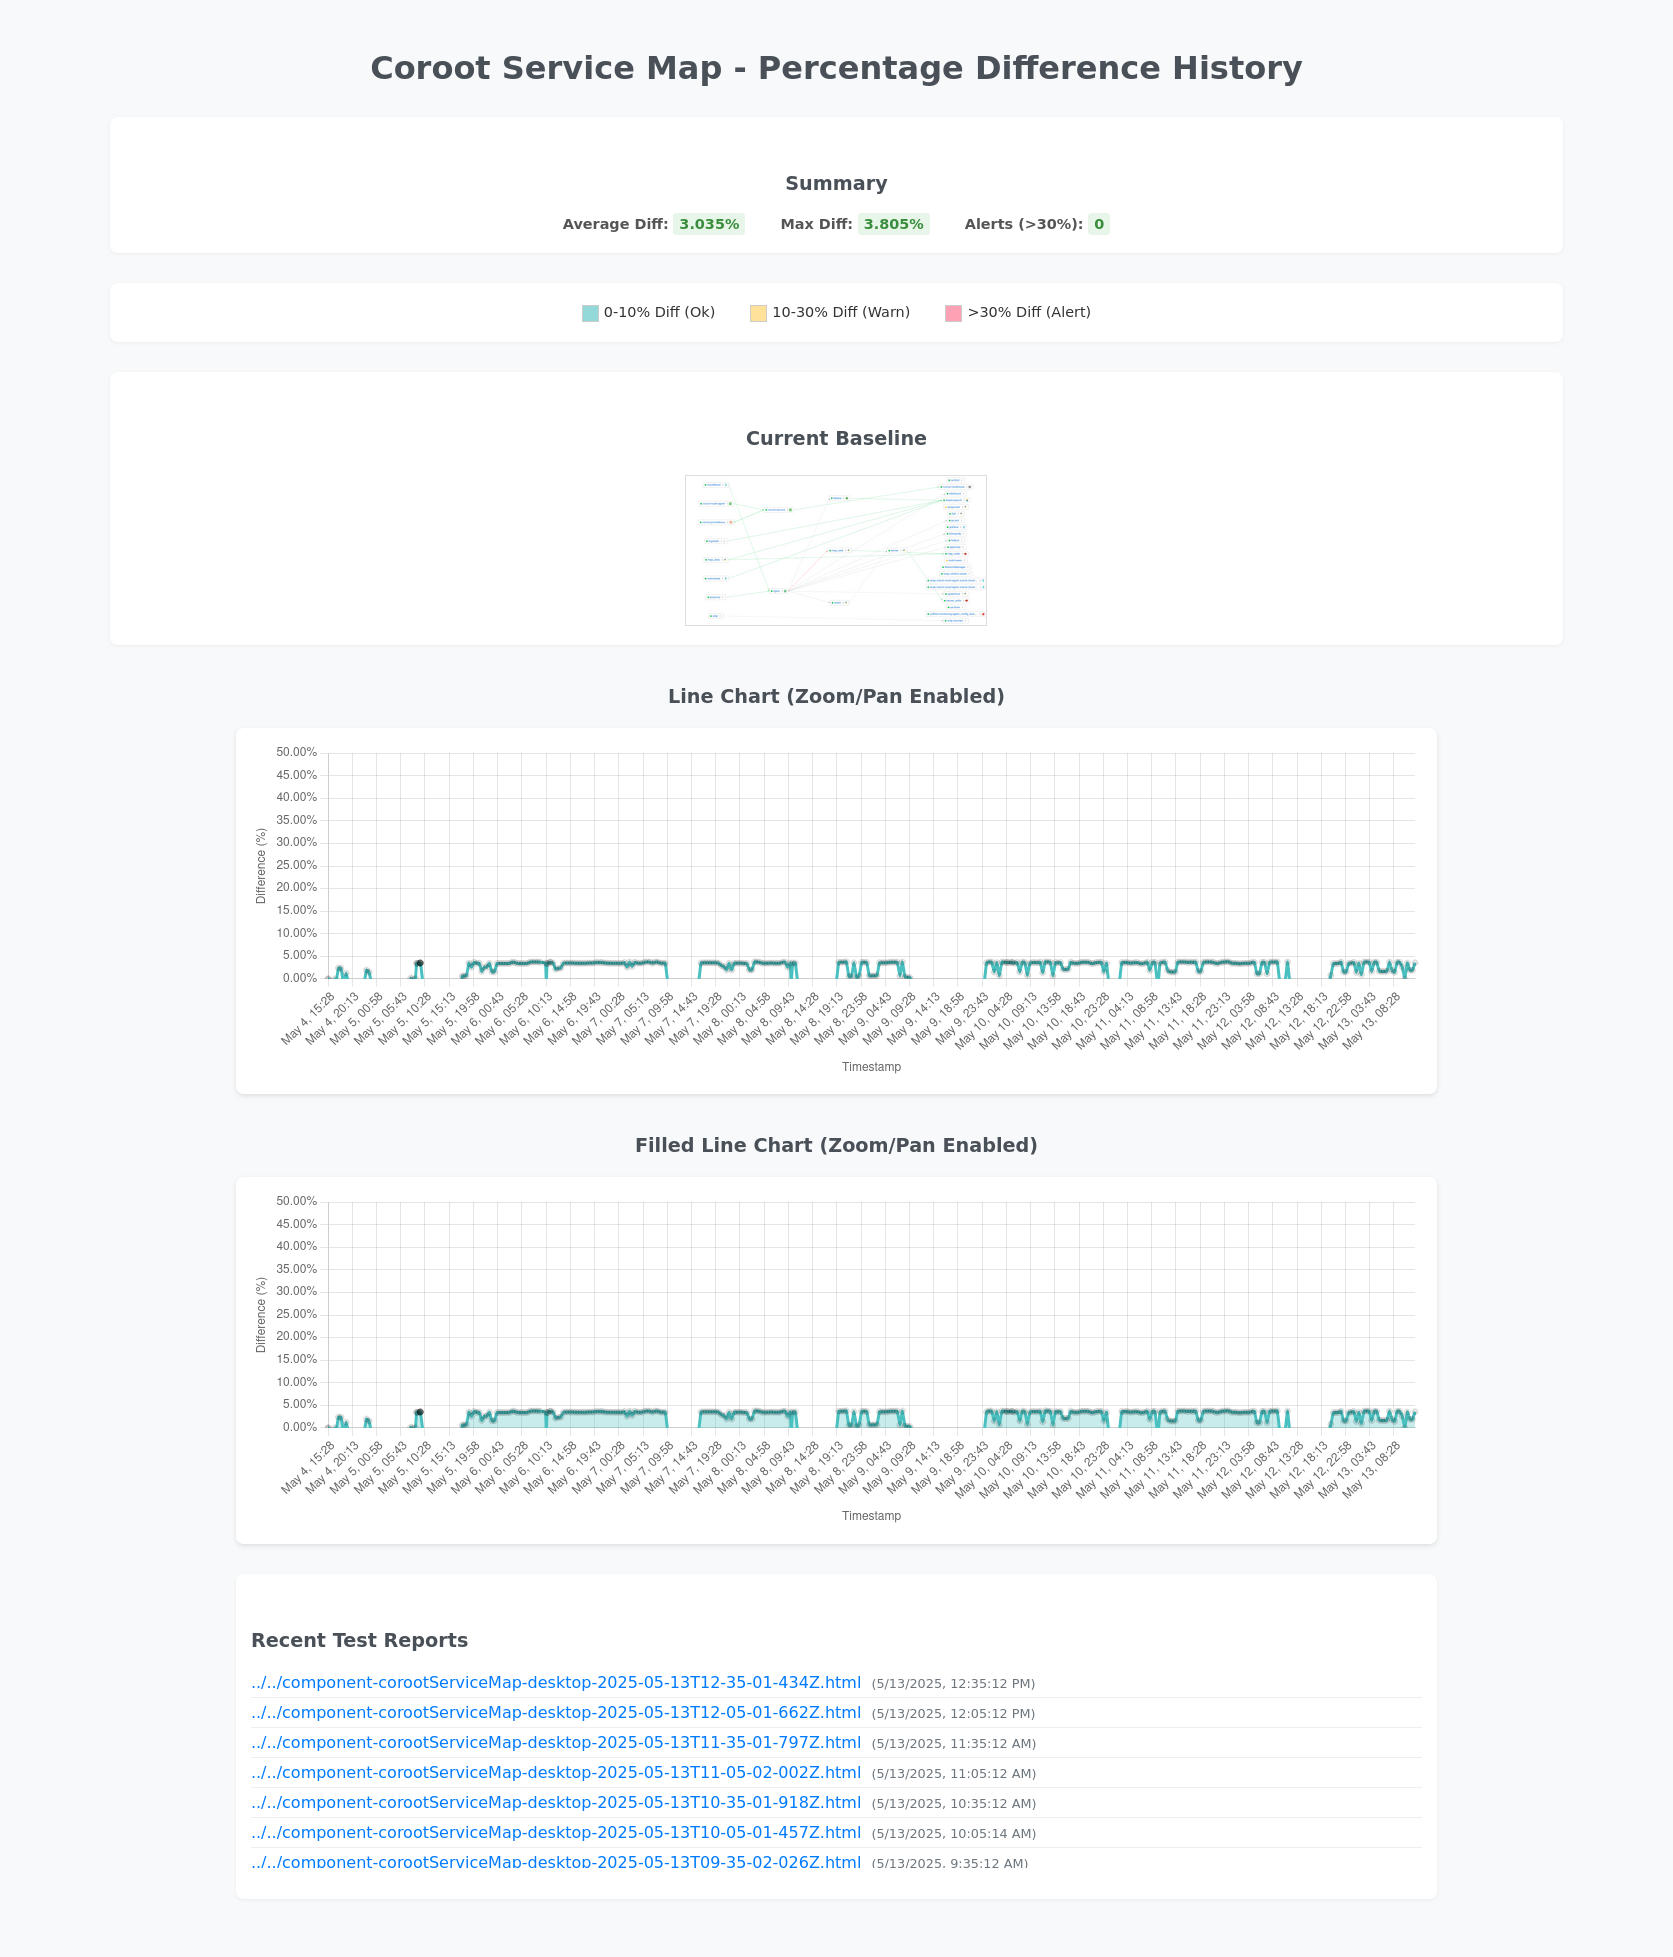 Coroot Service Map - Percentage Difference History
Summary
Average Diff: 3.035% Max Diff: 3.805% Alerts (>30%): 0
0-10% Diff (Ok) 10-30% Diff (Warn) >30% Diff (Alert)
Current Baseline
Line Chart (Zoom/Pan Enabled)
50.00%
45.00%
40.00%
35.00%
30.00%
25.00%
20.00%
15.00%
10.00%
5.00%
0.00%
Difference (%)
May 4, 15:28
May 4, 20:13
May 5, 00:58
May 5, 05:43
May 5, 10:28
May 5, 15:13
May 5, 19:58
May 6, 00:43
May 6, 05:28
May 6, 10:13
May 6, 14:58
May 6, 19:43
May 7, 00:28
May 7, 05:13
May 7, 09:58
May 7, 14:43
May 7, 19:28
May 8, 00:13
May 8, 04:58
May 8, 09:43
May 8, 14:28
May 8, 19:13
May 8, 23:58
May 9, 04:43
May 9, 09:28
May 9, 14:13
May 9, 18:58
May 9, 23:43
May 10, 04:28
May 10, 09:13
May 10, 13:58
May 10, 18:43
May 10, 23:28
May 11, 04:13
May 11, 08:58
May 11, 13:43
May 11, 18:28
May 11, 23:13
May 12, 03:58
May 12, 08:43
May 12, 13:28
May 12, 18:13
May 12, 22:58
May 13, 03:43
May 13, 08:28
Timestamp
Filled Line Chart (Zoom/Pan Enabled)
50.00%
45.00%
40.00%
35.00%
30.00%
25.00%
20.00%
15.00%
10.00%
5.00%
0.00%
Difference (%)
May 4, 15:28
May 4, 20:13
May 5, 00:58
May 5, 05:43
May 5, 10:28
May 5, 15:13
May 5, 19:58
May 6, 00:43
May 6, 05:28
May 6, 10:13
May 6, 14:58
May 6, 19:43
May 7, 00:28
May 7, 05:13
May 7, 09:58
May 7, 14:43
May 7, 19:28
May 8, 00:13
May 8, 04:58
May 8, 09:43
May 8, 14:28
May 8, 19:13
May 8, 23:58
May 9, 04:43
May 9, 09:28
May 9, 14:13
May 9, 18:58
May 9, 23:43
May 10, 04:28
May 10, 09:13
May 10, 13:58
May 10, 18:43
May 10, 23:28
May 11, 04:13
May 11, 08:58
May 11, 13:43
May 11, 18:28
May 11, 23:13
May 12, 03:58
May 12, 08:43
May 12, 13:28
May 12, 18:13
May 12, 22:58
May 13, 03:43
May 13, 08:28
Timestamp
Recent Test Reports
../../component-corootServiceMap-desktop-2025-05-13T12-35-01-434Z.html (5/13/2025, 12:35:12 PM)
../../component-corootServiceMap-desktop-2025-05-13T12-05-01-662Z.html (5/13/2025, 12:05:12 PM)
../../component-corootServiceMap-desktop-2025-05-13T11-35-01-797Z.html (5/13/2025, 11:35:12 AM)
../../component-corootServiceMap-desktop-2025-05-13T11-05-02-002Z.html (5/13/2025, 11:05:12 AM)
../../component-corootServiceMap-desktop-2025-05-13T10-35-01-918Z.html (5/13/2025, 10:35:12 AM)
../../component-corootServiceMap-desktop-2025-05-13T10-05-01-457Z.html (5/13/2025, 10:05:14 AM)
../../component-corootServiceMap-desktop-2025-05-13T09-35-02-026Z.html (5/13/2025, 9:35:12 AM)